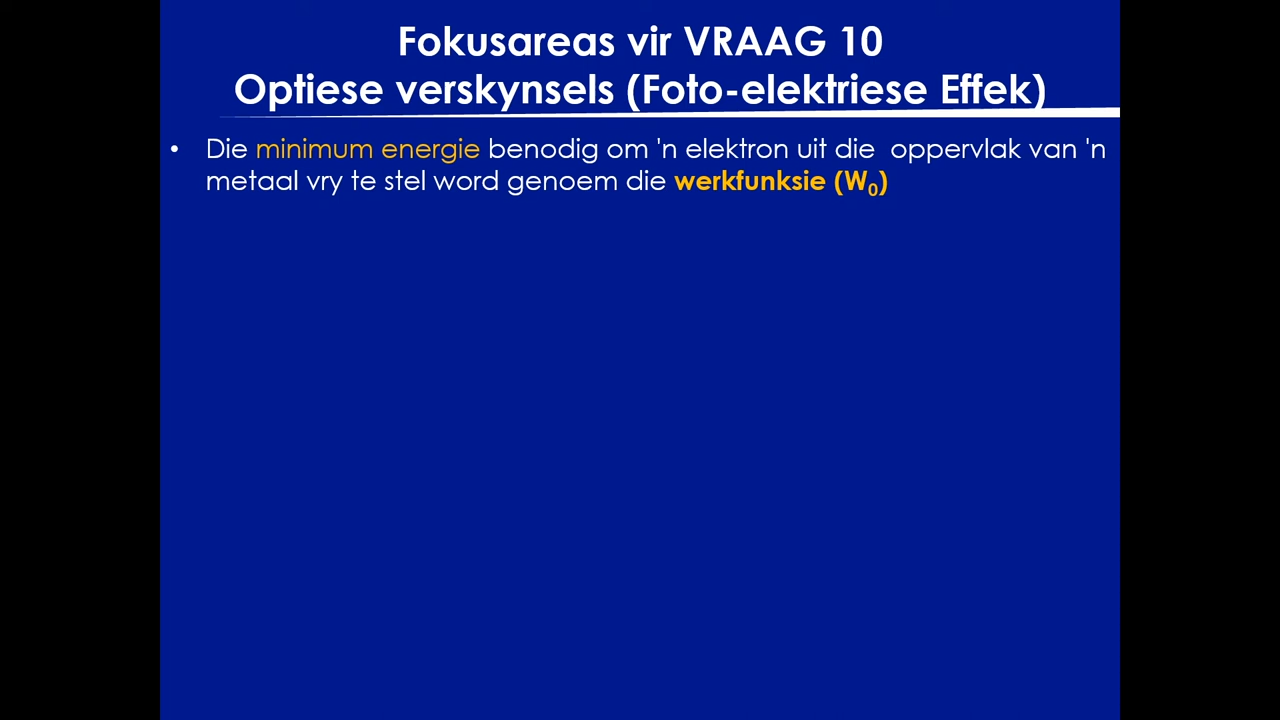 Fokusareas vir VRAAG 10
Optiese verskynsels (Foto-elektriese Effek)
• Die minimum energie benodig om 'n elektron uit die  oppervlak van 'n
metaal vry te stel word genoem die werkfunksie (W₀)